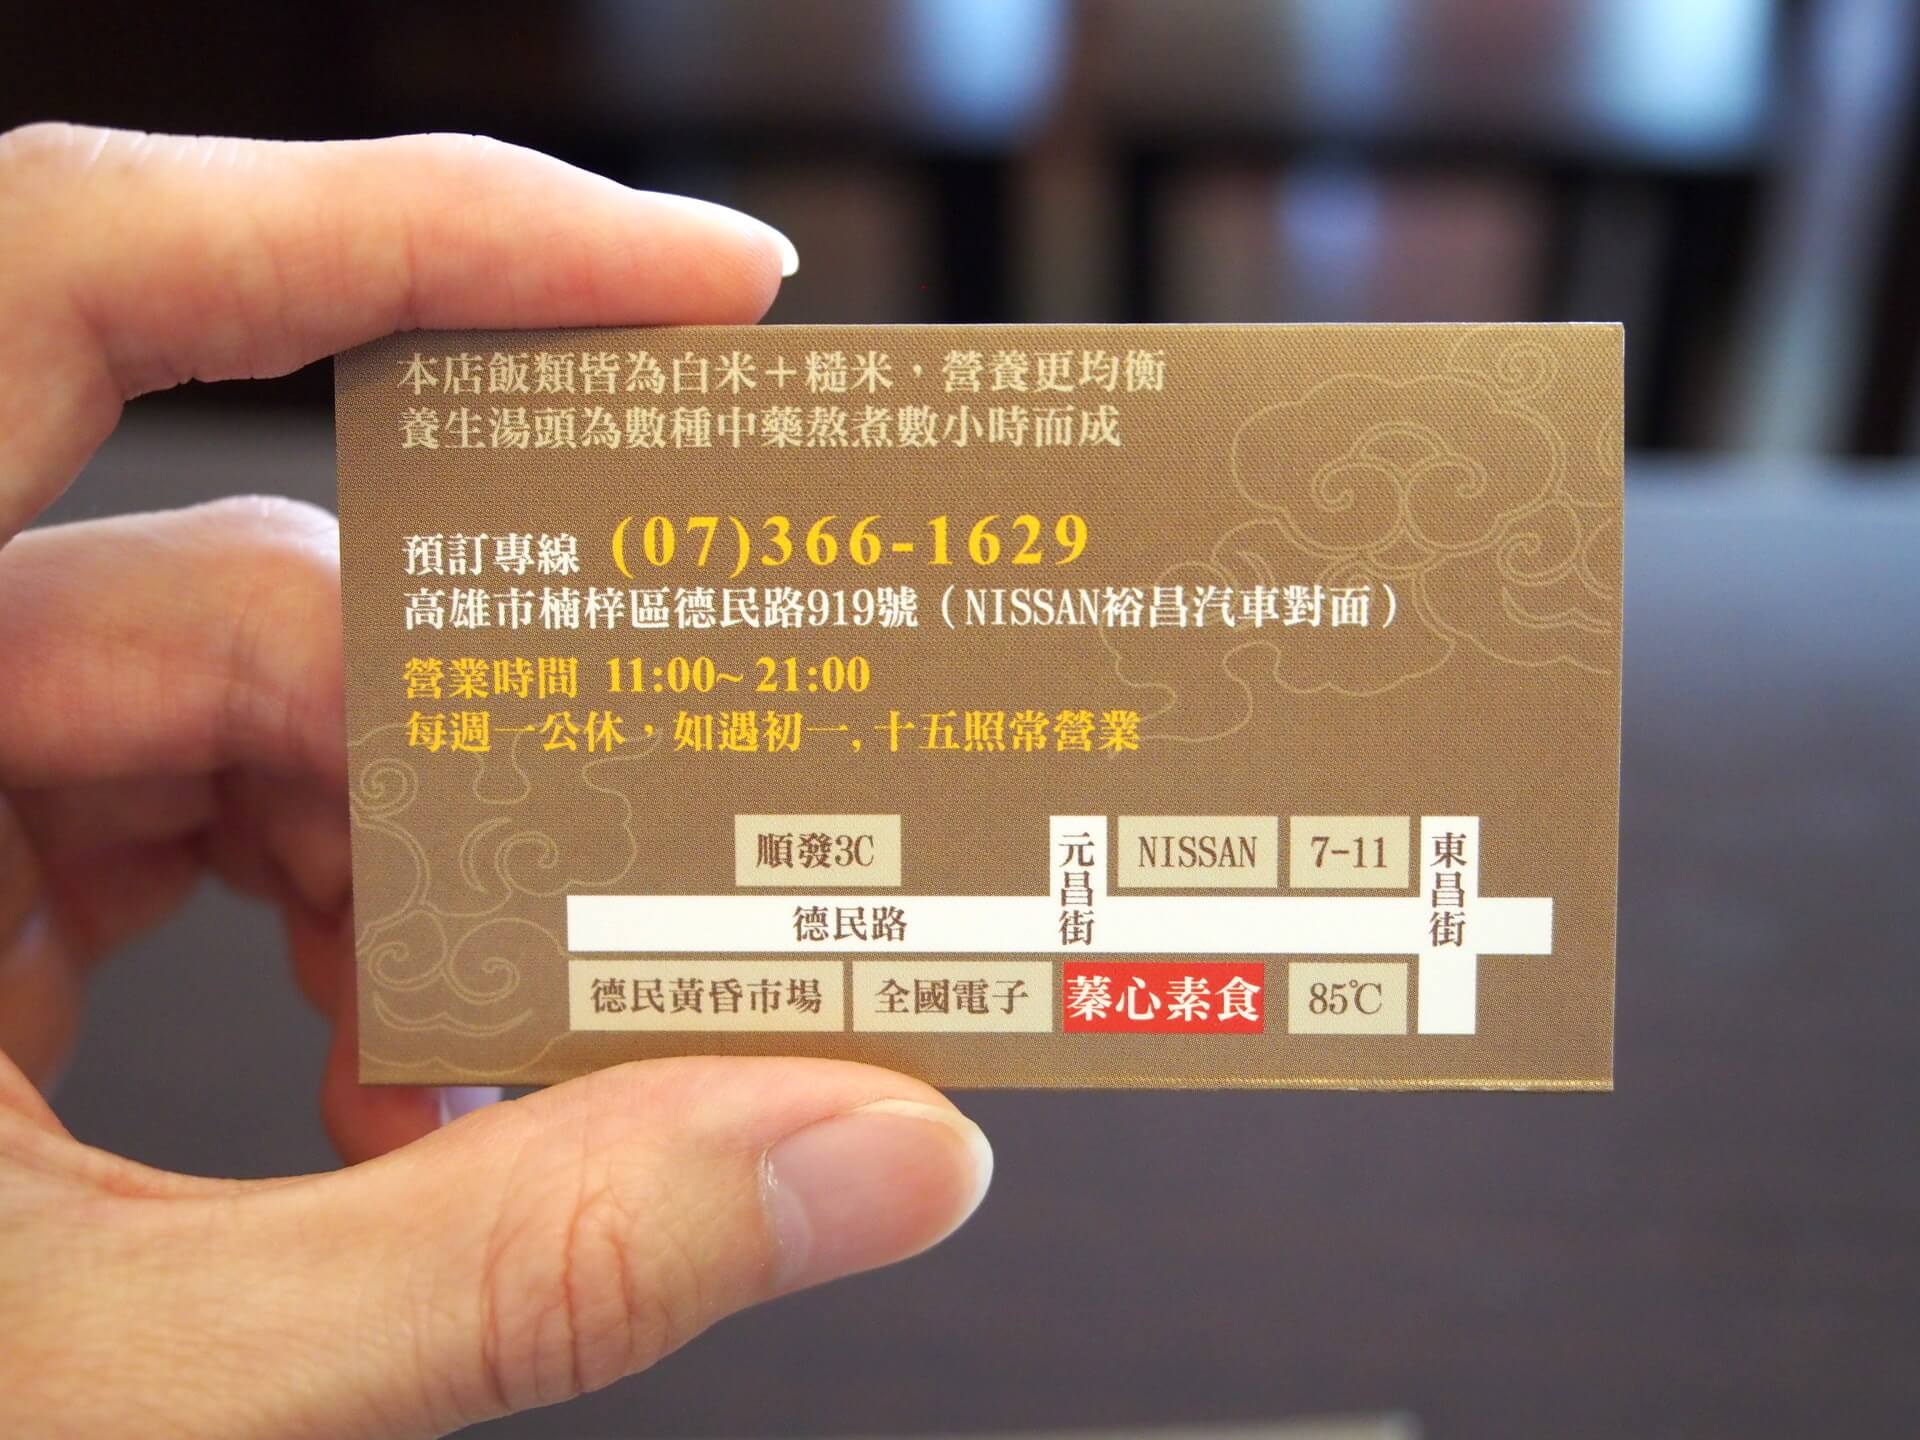 本店飯類皆為白米＋糙米，營養更均衡
養生湯頭為數種中藥熬煮數小時而成
預訂專線 (07)366-1629
高雄市楠梓區德民路919號（NISSAN裕昌汽車對面）
營業時間 11:00~ 21:00
每週一公休，如遇初一, 十五照常營業
順發3C
元昌街
NISSAN
7-11
東昌街
德民路
德民黃昏市場
全國電子
蓁心素食
85℃